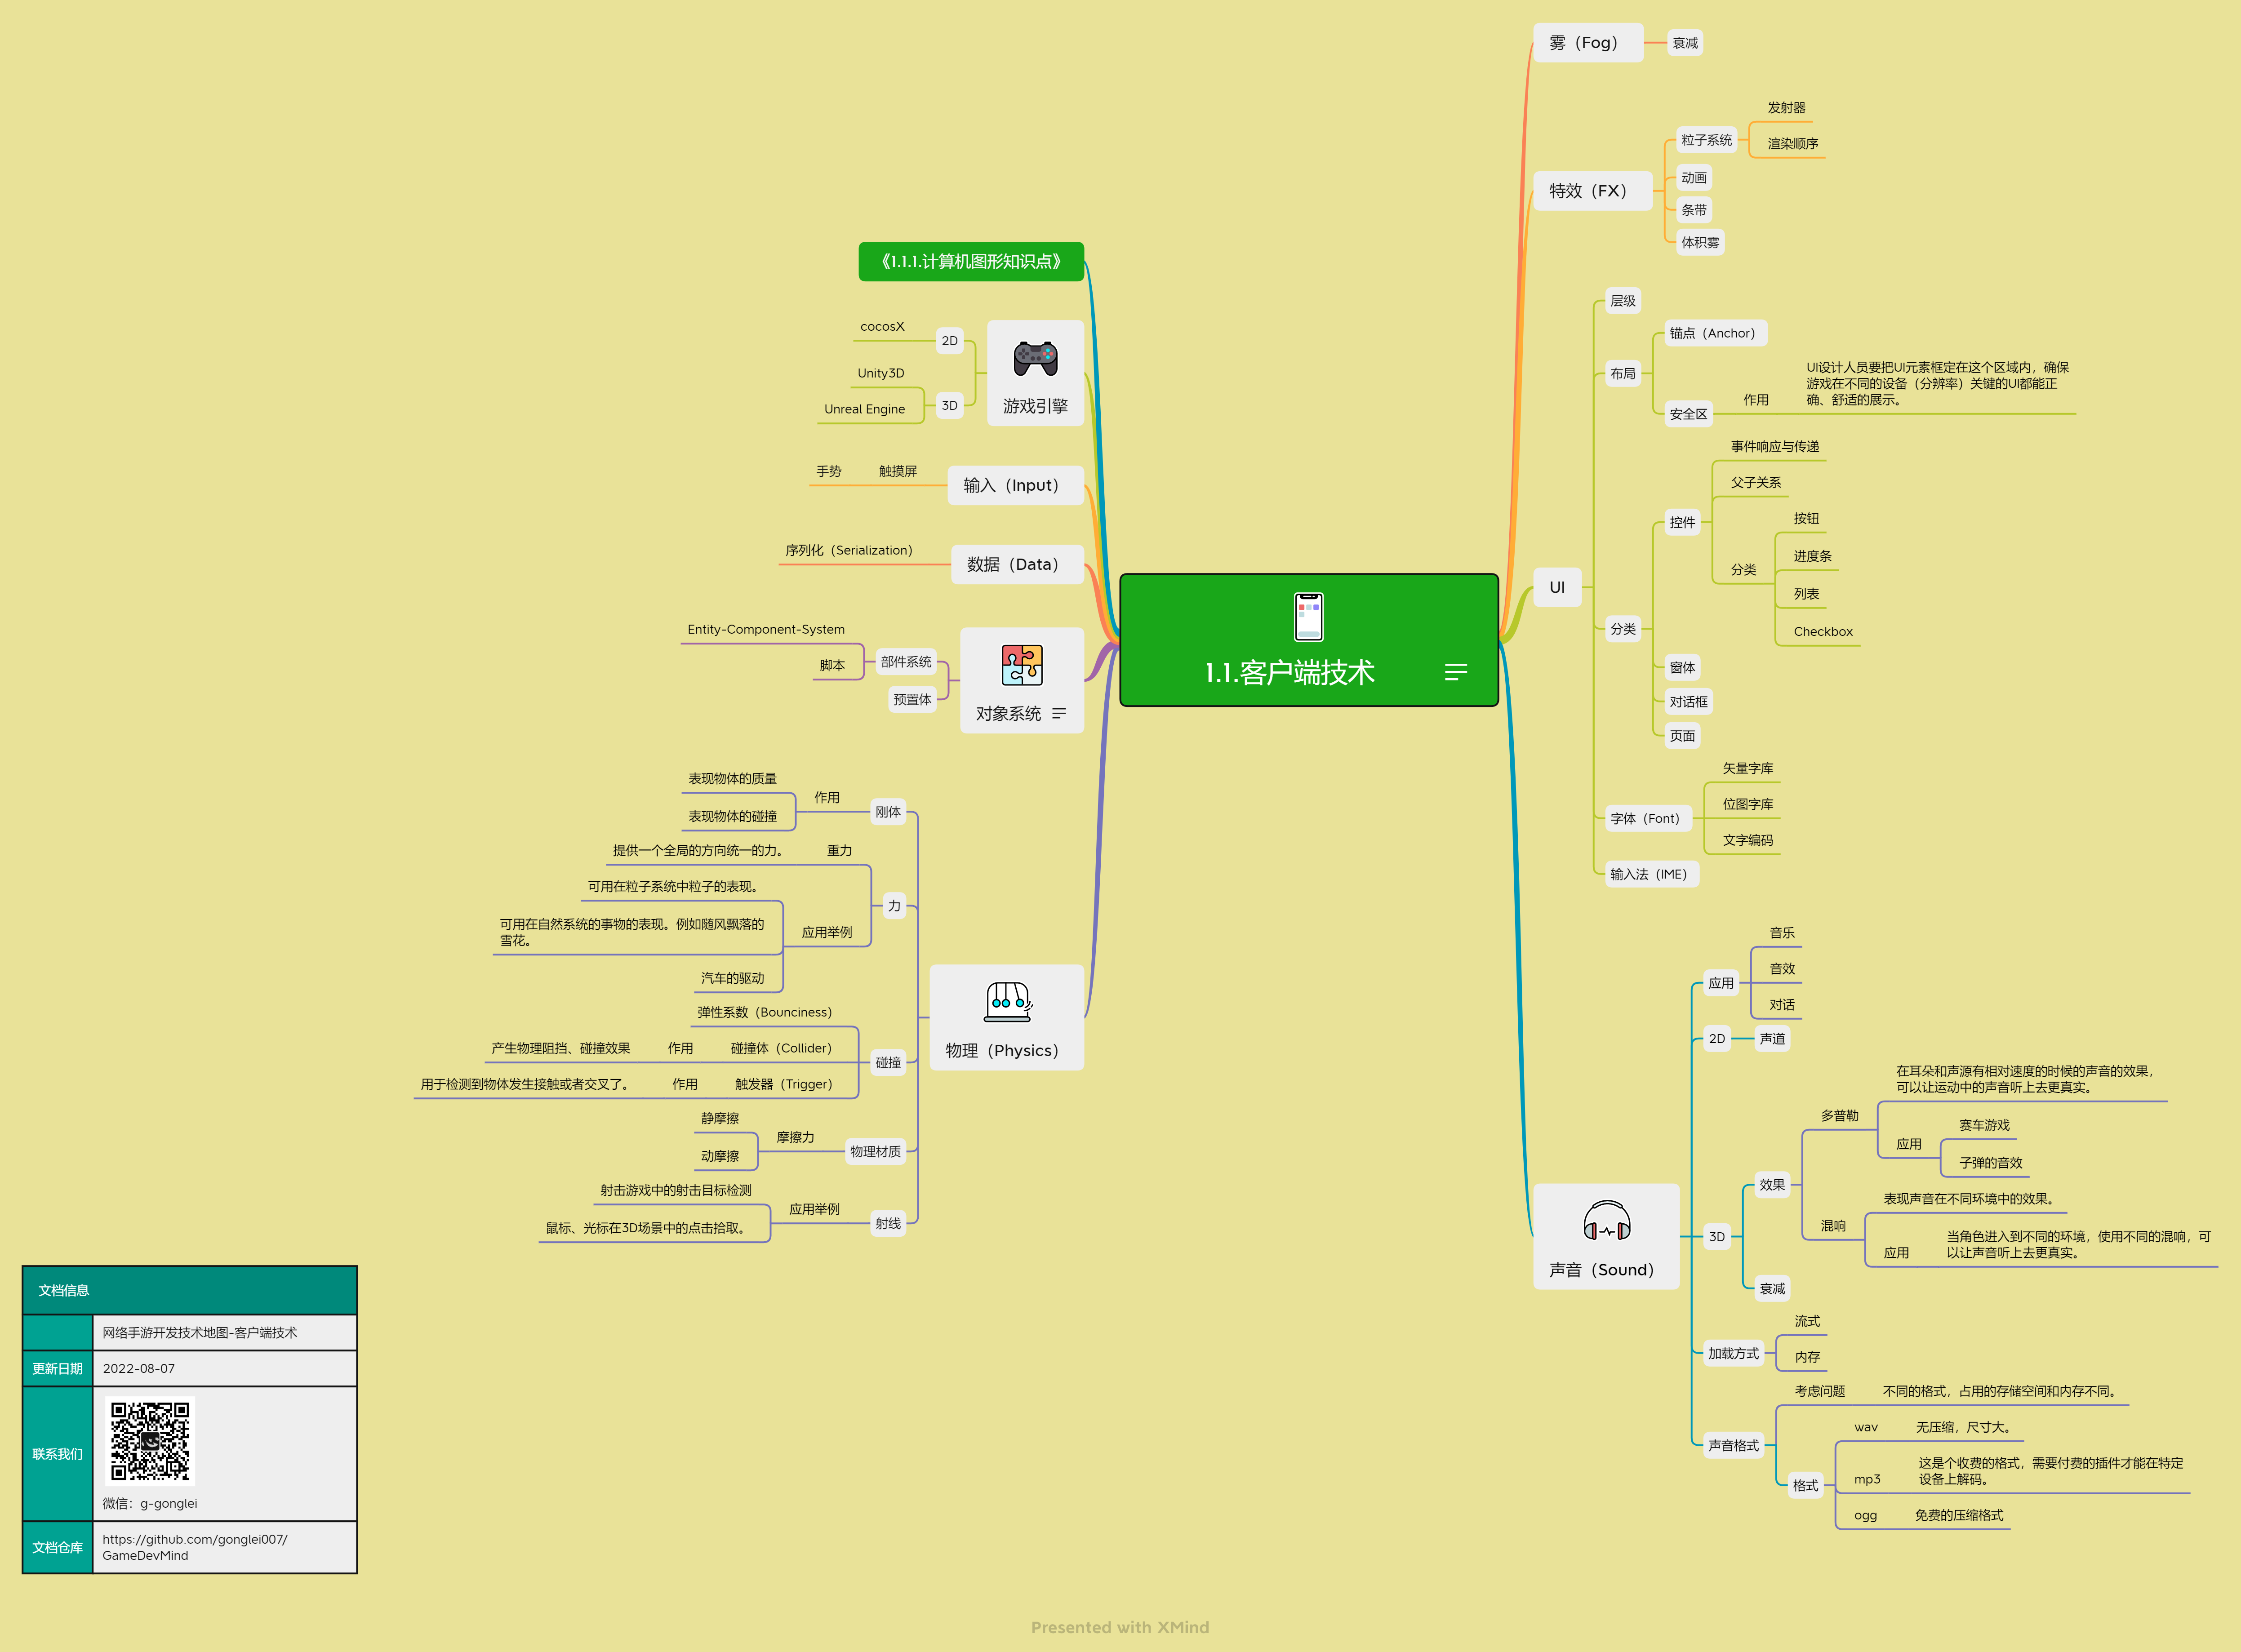 1.1.客户端技术
雾（Fog）
衰减
特效（FX）
粒子系统
发射器
渲染顺序
动画
条带
体积雾
UI
层级
布局
锚点（Anchor）
安全区
作用
UI设计人员要把UI元素框定在这个区域内，确保
游戏在不同的设备（分辨率）关键的UI都能正
确、舒适的展示。
分类
控件
事件响应与传递
父子关系
分类
按钮
进度条
列表
Checkbox
窗体
对话框
页面
字体（Font）
矢量字库
位图字库
文字编码
输入法（IME）
声音（Sound）
应用
音乐
音效
对话
2D
声道
3D
效果
多普勒
在耳朵和声源有相对速度的时候的声音的效果，
可以让运动中的声音听上去更真实。
应用
赛车游戏
子弹的音效
混响
表现声音在不同环境中的效果。
应用
当角色进入到不同的环境，使用不同的混响，可
以让声音听上去更真实。
衰减
加载方式
流式
内存
声音格式
考虑问题
不同的格式，占用的存储空间和内存不同。
格式
wav
无压缩，尺寸大。
mp3
这是个收费的格式，需要付费的插件才能在特定
设备上解码。
ogg
免费的压缩格式
《1.1.1.计算机图形知识点》
游戏引擎
2D
cocosX
3D
Unity3D
Unreal Engine
输入（Input）
触摸屏
手势
数据（Data）
序列化（Serialization）
对象系统
部件系统
Entity-Component-System
脚本
预置体
物理（Physics）
刚体
作用
表现物体的质量
表现物体的碰撞
力
重力
提供一个全局的方向统一的力。
应用举例
可用在粒子系统中粒子的表现。
可用在自然系统的事物的表现。例如随风飘落的
雪花。
汽车的驱动
碰撞
弹性系数（Bounciness）
碰撞体（Collider）
作用
产生物理阻挡、碰撞效果
触发器（Trigger）
作用
用于检测到物体发生接触或者交叉了。
物理材质
摩擦力
静摩擦
动摩擦
射线
应用举例
射击游戏中的射击目标检测
鼠标、光标在3D场景中的点击拾取。
文档信息
网络手游开发技术地图-客户端技术
更新日期
2022-08-07
联系我们
微信：g-gonglei
文档仓库
https://github.com/gonglei007/
GameDevMind
Presented with XMind